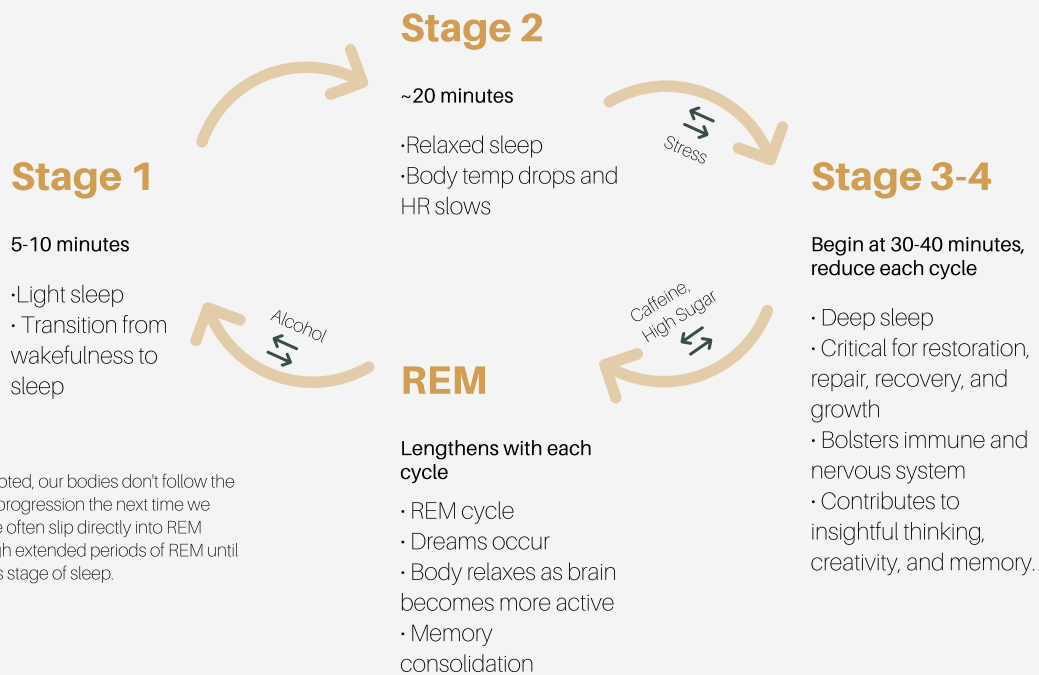 Stage 2
~20 minutes
·Relaxed sleep
·Body temp drops and
HR slows
Stress
Stage 1
5-10 minutes
·Light sleep
· Transition from
wakefulness to
sleep
Stage 3-4
Begin at 30-40 minutes,
reduce each cycle
· Deep sleep
· Critical for restoration,
repair, recovery, and
growth
· Bolsters immune and
nervous system
· Contributes to
insightful thinking,
creativity, and memory.
Caffeine,
High Sugar
Alcohol
REM
Lengthens with each
cycle
· REM cycle
· Dreams occur
· Body relaxes as brain
becomes more active
· Memory
consolidation
our bodies don't follow the
progression the next time we
often slip directly into REM
extended periods of REM until
stage of sleep.